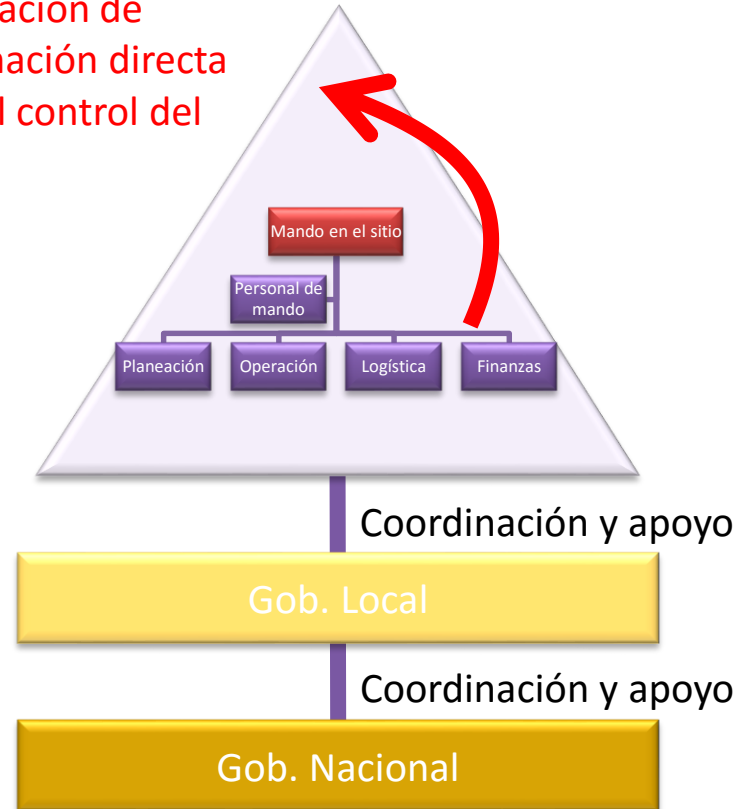 ación de
nación directa
l control del
Mando en el sitio
Personal de
mando
Planeación
Operación
Logística
Finanzas
Coordinación y apoyo
Gob. Local
Coordinación y apoyo
Gob. Nacional